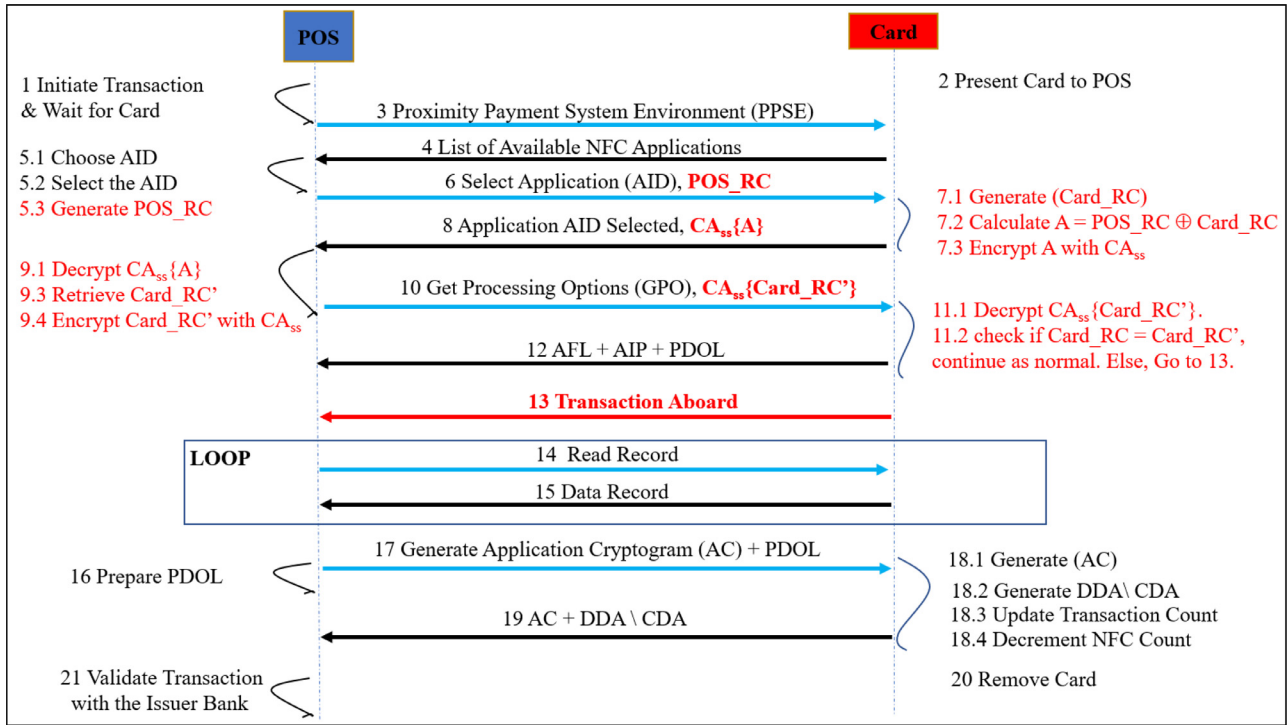 POS
Card
1 Initiate Transaction
& Wait for Card
2 Present Card to POS
3 Proximity Payment System Environment (PPSE)
4 List of Available NFC Applications
5.1 Choose AID
5.2 Select the AID
5.3 Generate POS_RC
6 Select Application (AID), POS_RC
7.1 Generate (Card_RC)
7.2 Calculate A = POS_RC ⊕ Card_RC
7.3 Encrypt A with CAss
8 Application AID Selected, CAss{A}
9.1 Decrypt CAss{A}
9.3 Retrieve Card_RC’
9.4 Encrypt Card_RC’ with CAss
10 Get Processing Options (GPO), CAss{Card_RC’}
11.1 Decrypt CAss{Card_RC’}.
11.2 check if Card_RC = Card_RC’,
continue as normal. Else, Go to 13.
12 AFL + AIP + PDOL
13 Transaction Aboard
LOOP
14 Read Record
15 Data Record
16 Prepare PDOL
17 Generate Application Cryptogram (AC) + PDOL
18.1 Generate (AC)
18.2 Generate DDA\ CDA
18.3 Update Transaction Count
18.4 Decrement NFC Count
19 AC + DDA \ CDA
20 Remove Card
21 Validate Transaction
with the Issuer Bank